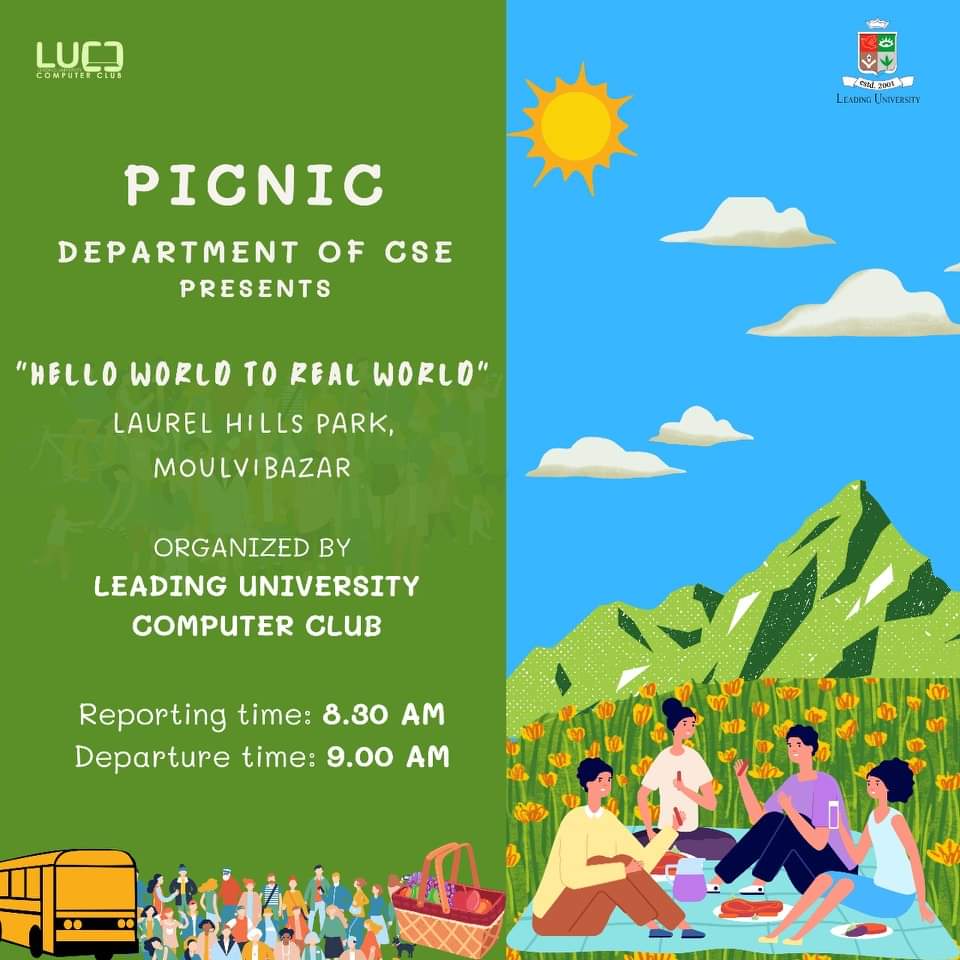 LUCC
COMPUTER CLUB
estd. 2001
LEADING UNIVERSITY
PICNIC
DEPARTMENT OF CSE
PRESENTS
"HELLO WORLD TO REAL WORLD"
LAUREL HILLS PARK,
MOULVIBAZAR
ORGANIZED BY
LEADING UNIVERSITY
COMPUTER CLUB
Reporting time: 8.30 AM
Departure time: 9.00 AM